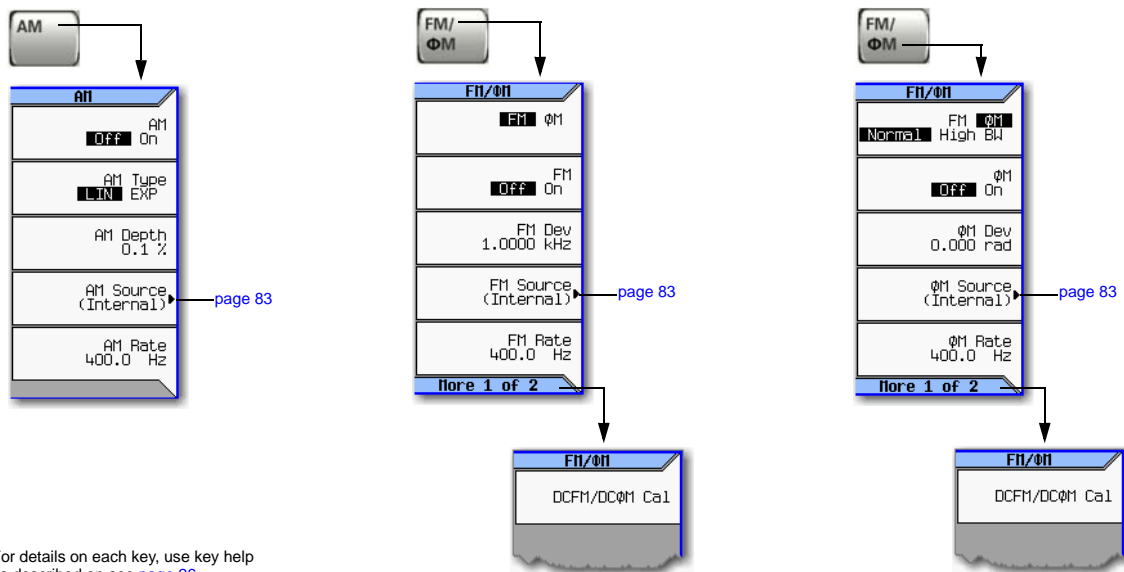 AM
AM
AM
Off On
AM Type
LIN EXP
AM Depth
0.1 %
AM Source
(Internal)
page 83
AM Rate
400.0 Hz
FM/
ΦM
FM/ΦM
FM ϕM
FM
Off On
FM Dev
1.0000 kHz
FM Source
(Internal)
page 83
FM Rate
400.0 Hz
More 1 of 2
FM/ΦM
DCFM/DCϕM Cal
FM/
ΦM
FM/ΦM
FM ϕM
Normal High BW
ϕM
Off On
ϕM Dev
0.000 rad
ϕM Source
(Internal)
page 83
ϕM Rate
400.0 Hz
More 1 of 2
FM/ΦM
DCFM/DCϕM Cal
or details on each key, use key help